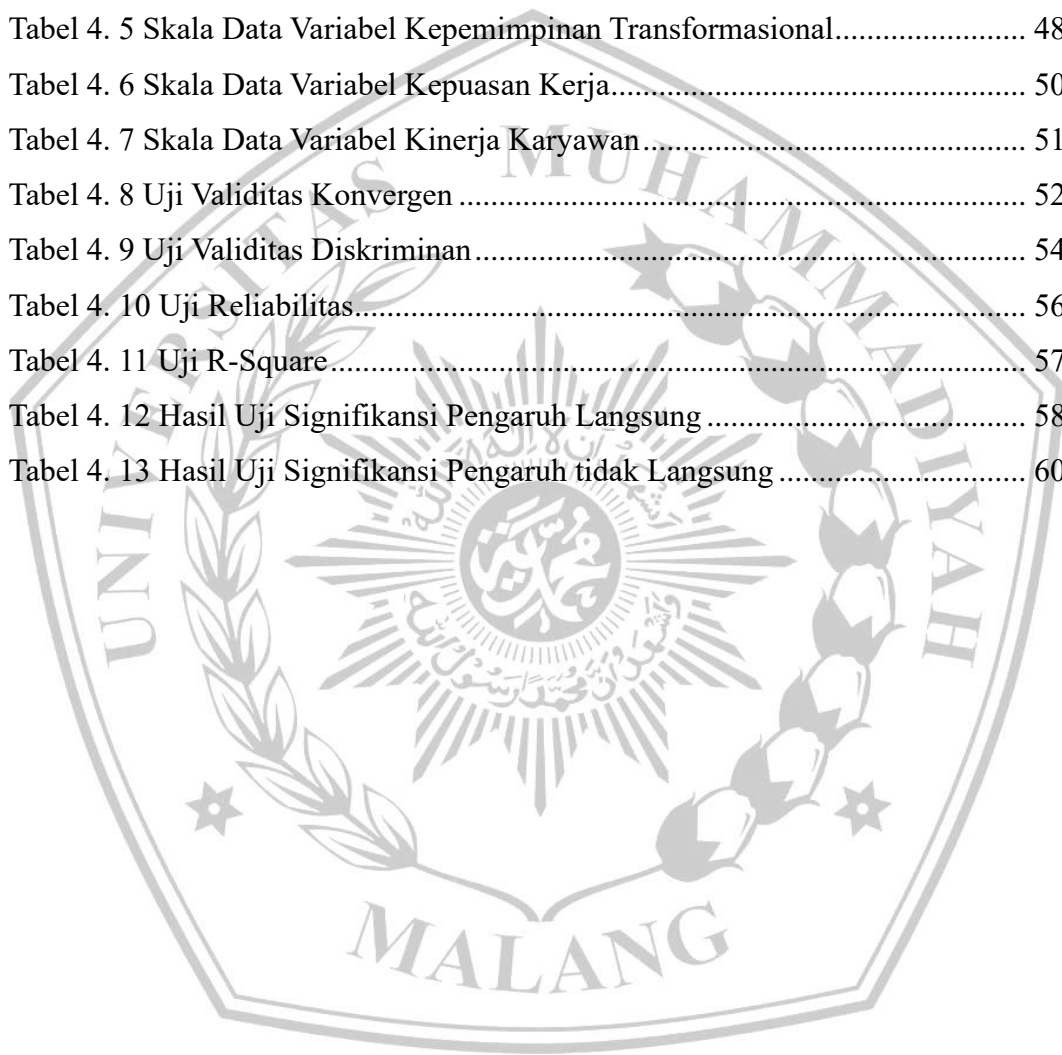 Tabel 4. 5 Skala Data Variabel Kepemimpinan Transformasional....................... 48
Tabel 4. 6 Skala Data Variabel Kepuasan Kerja................................................... 50
Tabel 4. 7 Skala Data Variabel Kinerja Karyawan............................................... 51
Tabel 4. 8 Uji Validitas Konvergen ...................................................................... 52
Tabel 4. 9 Uji Validitas Diskriminan.................................................................... 54
Tabel 4. 10 Uji Reliabilitas................................................................................... 56
Tabel 4. 11 Uji R-Square...................................................................................... 57
Tabel 4. 12 Hasil Uji Signifikansi Pengaruh Langsung ....................................... 58
Tabel 4. 13 Hasil Uji Signifikansi Pengaruh tidak Langsung .............................. 60
UNIVERSITAS MUHAMMADIYAH
MALANG